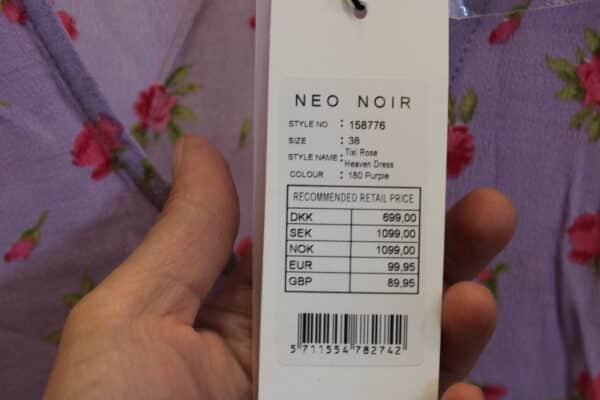 NEO NOIR
STYLE NO : 158776
SIZE : 38
STYLE NAME : Tixi Rose
Heaven Dress
COLOUR : 180 Purple
RECOMMENDED RETAIL PRICE
DKK 699,00
SEK 1099,00
NOK 1099,00
EUR 99,95
GBP 89,95
5 711554 782742